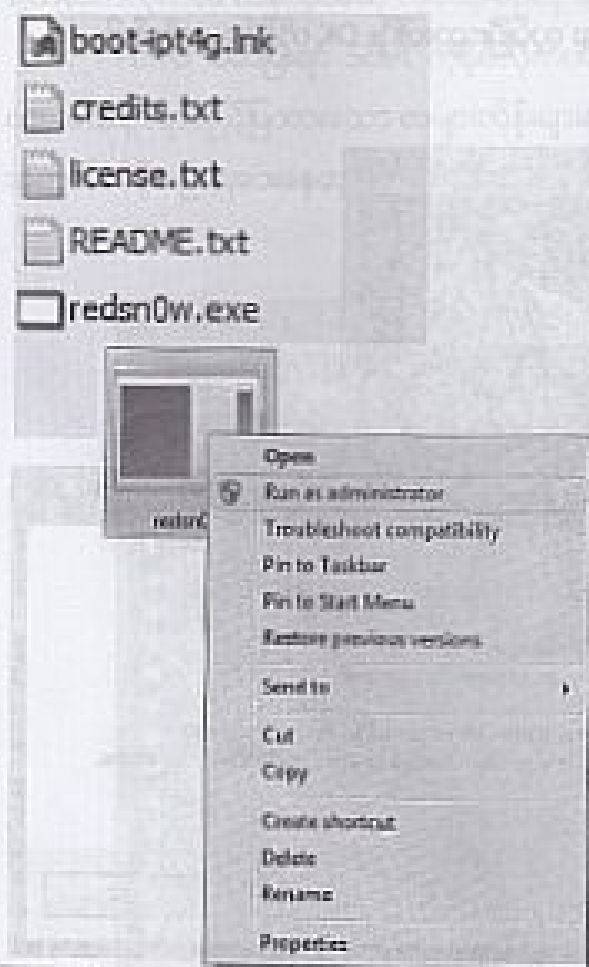 boot-ipt4g.lnk
credits.txt
license.txt
README.txt
redsn0w.exe
redsn0
Open
Run as administrator
Troubleshoot compatibility
Pin to Taskbar
Pin to Start Menu
Restore previous versions
Send to
Cut
Copy
Create shortcut
Delete
Rename
Properties